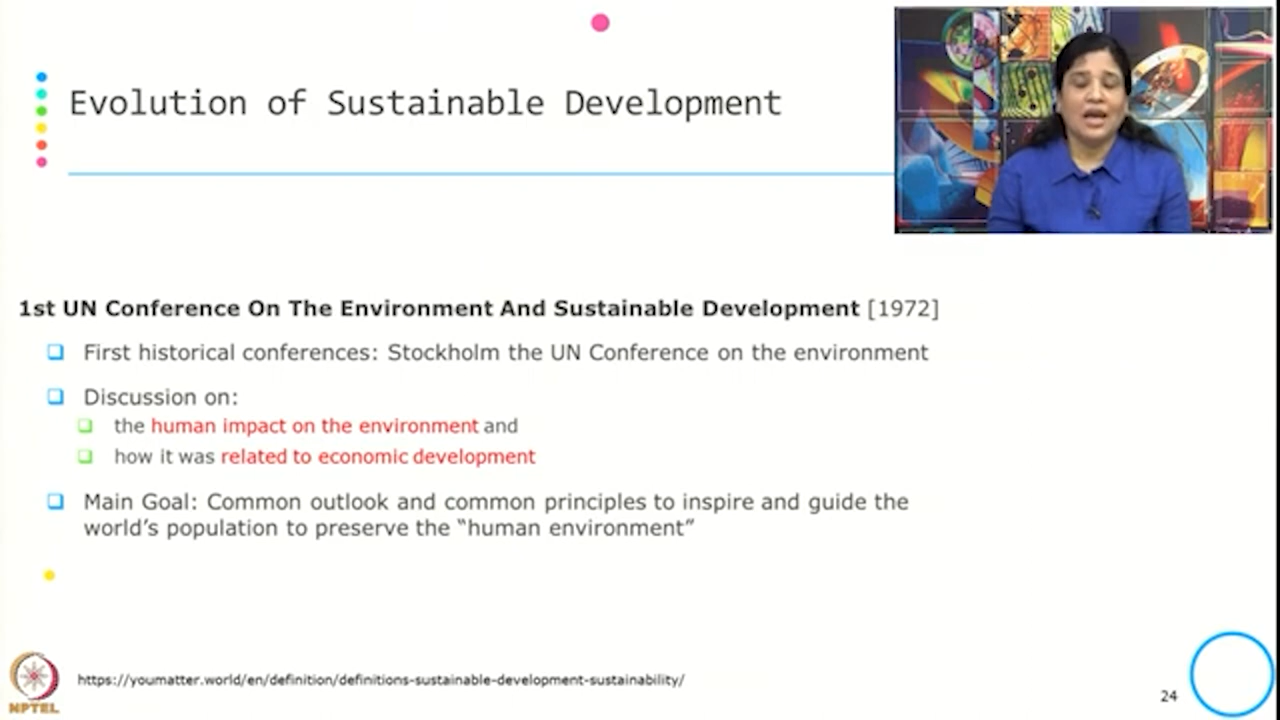 Evolution of Sustainable Development
1st UN Conference On The Environment And Sustainable Development [1972]
First historical conferences: Stockholm the UN Conference on the environment
Discussion on:
the human impact on the environment and
how it was related to economic development
Main Goal: Common outlook and common principles to inspire and guide the
world's population to preserve the “human environment”
https://youmatter.world/en/definition/definitions-sustainable-development-sustainability/
24
NPTEL